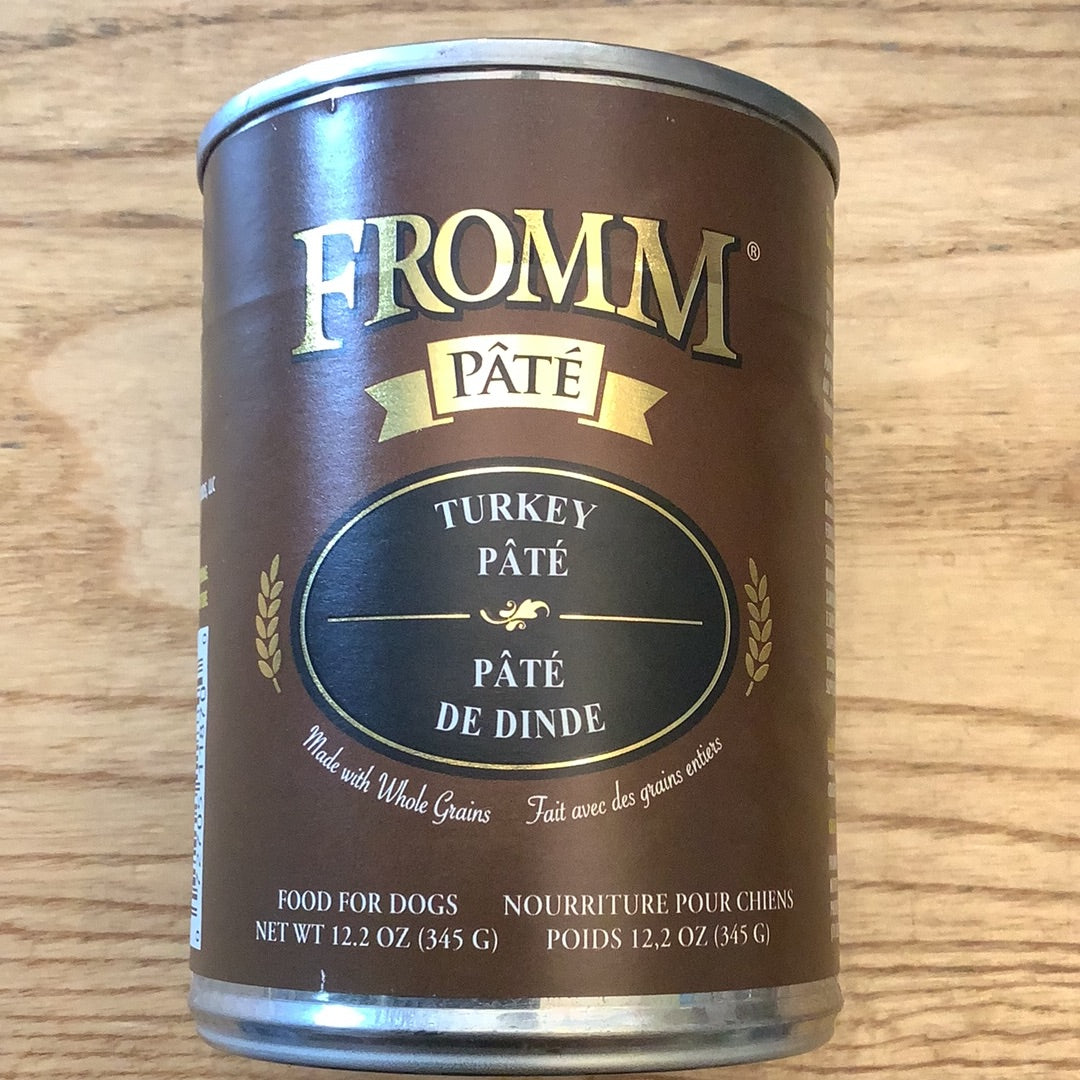 FROMM®
PÂTÉ
TURKEY
PÂTÉ
PÂTÉ
DE DINDE
Made with Whole Grains
Fait avec des grains entiers
FOOD FOR DOGS
NET WT 12.2 OZ (345 G)
NOURRITURE POUR CHIENS
POIDS 12,2 OZ (345 G)